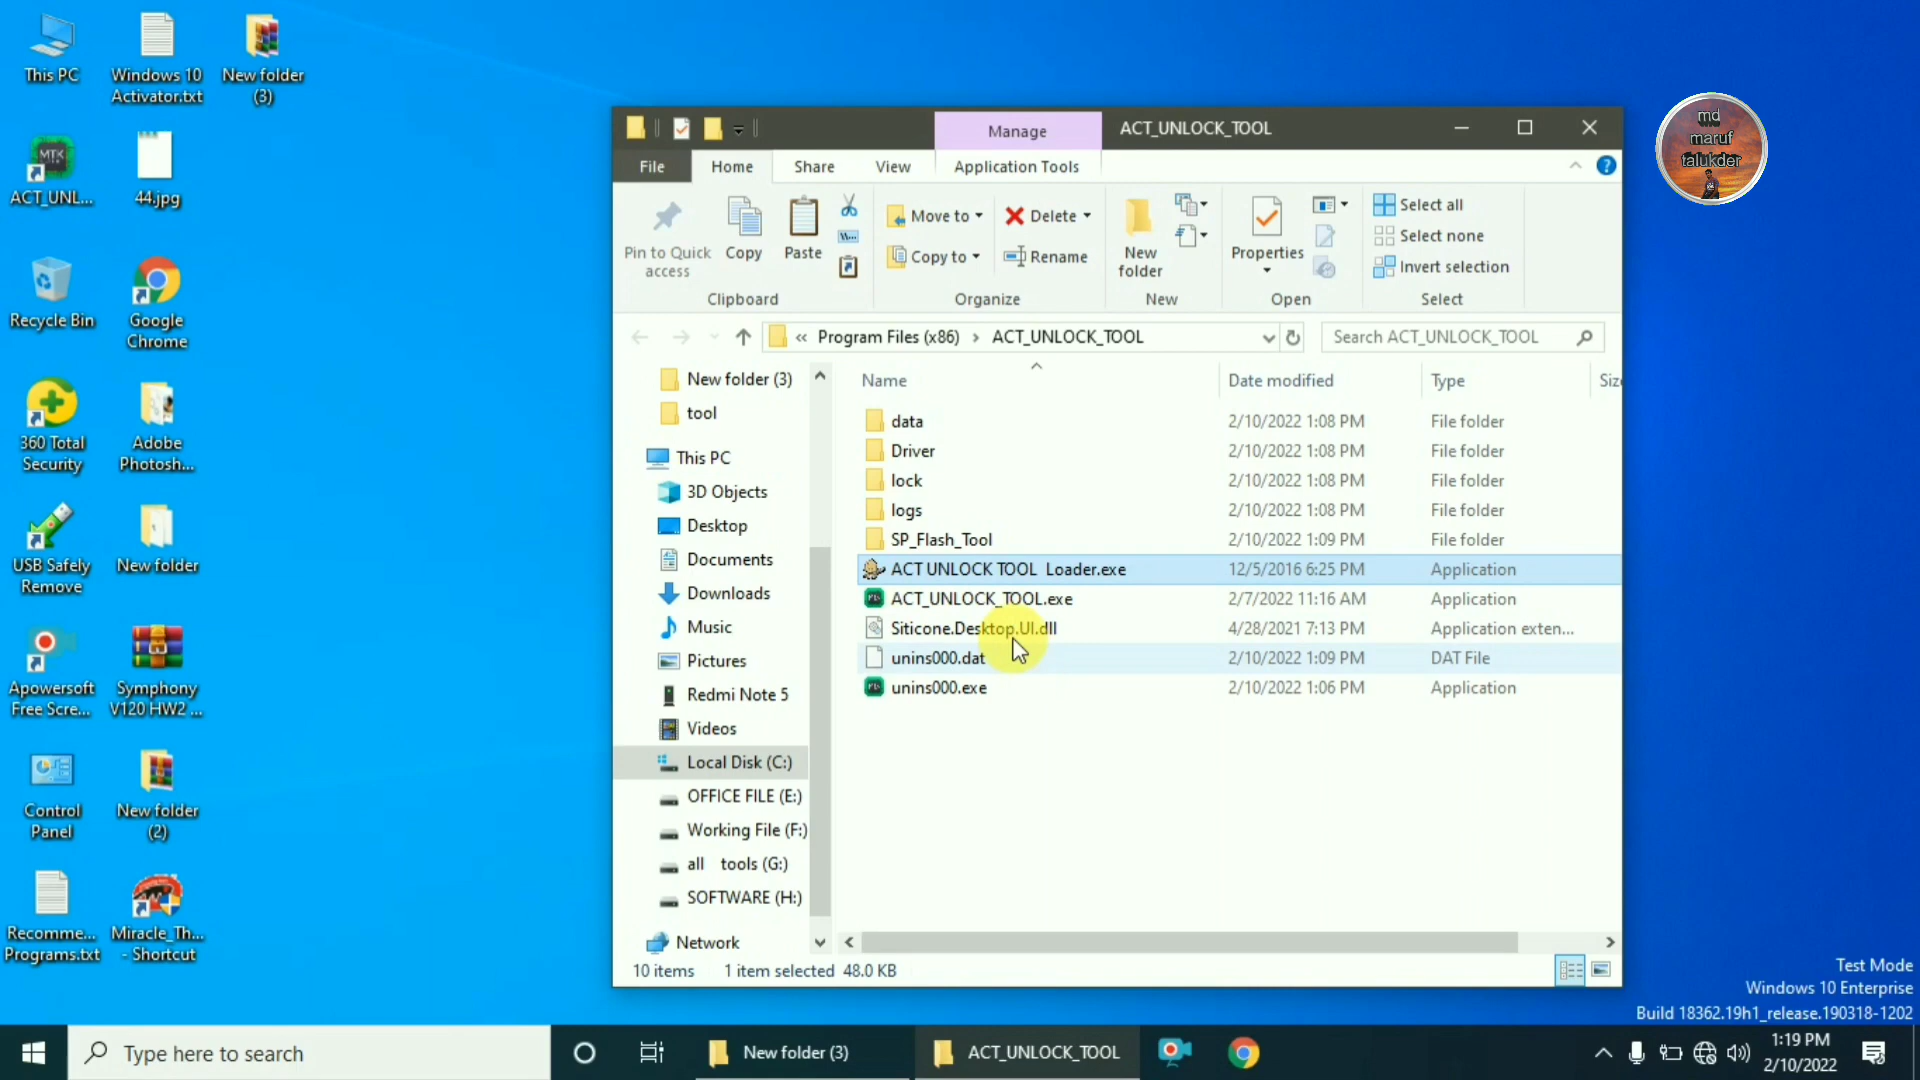 This PC
Windows 10
Activator.txt
New folder
(3)
MTK
ACT_UNL...
44.jpg
Recycle Bin
Google
Chrome
360 Total
Security
Adobe
Photosh...
USB Safely
Remove
New folder
Apowersoft
Free Scre...
Symphony
V120 HW2 ...
Control
Panel
New folder
(2)
Recomme...
Programs.txt
Miracle_Th...
- Shortcut
Manage
ACT_UNLOCK_TOOL
File
Home
Share
View
Application Tools
Pin to Quick
access
Copy
Paste
Move to
Copy to
Delete
Rename
New
folder
Properties
Select all
Select none
Invert selection
Clipboard
Organize
New
Open
Select
« Program Files (x86) › ACT_UNLOCK_TOOL
Search ACT_UNLOCK_TOOL
New folder (3)
tool
This PC
3D Objects
Desktop
Documents
Downloads
Music
Pictures
Redmi Note 5
Videos
Local Disk (C:)
OFFICE FILE (E:)
Working File (F:)
all tools (G:)
SOFTWARE (H:)
Network
Name Date modified Type
data 2/10/2022 1:08 PM File folder
Driver 2/10/2022 1:08 PM File folder
lock 2/10/2022 1:08 PM File folder
logs 2/10/2022 1:08 PM File folder
SP_Flash_Tool 2/10/2022 1:09 PM File folder
ACT UNLOCK TOOL Loader.exe 12/5/2016 6:25 PM Application
ACT_UNLOCK_TOOL.exe 2/7/2022 11:16 AM Application
Siticone.Desktop.UI.dll 4/28/2021 7:13 PM Application exten...
unins000.dat 2/10/2022 1:09 PM DAT File
unins000.exe 2/10/2022 1:06 PM Application
10 items 1 item selected 48.0 KB
md
maruf
talukder
Test Mode
Windows 10 Enterprise
Build 18362.19h1_release.190318-1202
Type here to search
New folder (3)
ACT_UNLOCK_TOOL
1:19 PM
2/10/2022